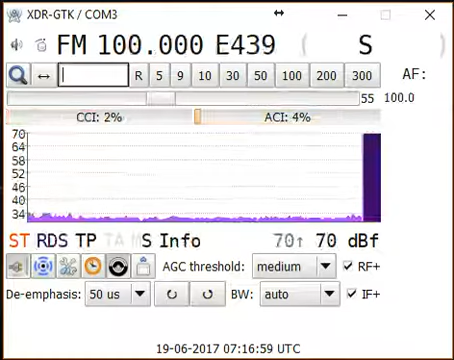 XDR-GTK / COM3
FM 100.000 E439 ( S )
R 5 9 10 30 50 100 200 300 AF:
55 100.0
CCI: 2% ACI: 4%
70
64
58
52
46
40
34
ST RDS TP TA M S Info 70↑ 70 dBf
AGC threshold: medium RF+
De-emphasis: 50 us BW: auto IF+
19-06-2017 07:16:59 UTC